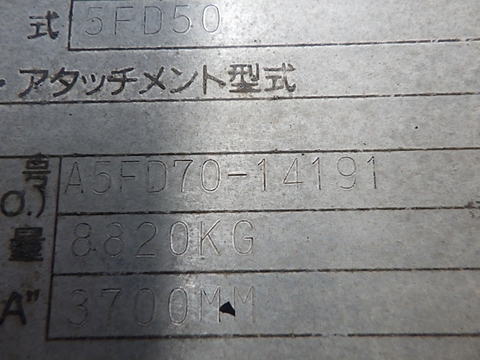 式 5FD50
・アタッチメント型式
号 A5FD70-14191
O.)
量 8820KG
A" 3700MM